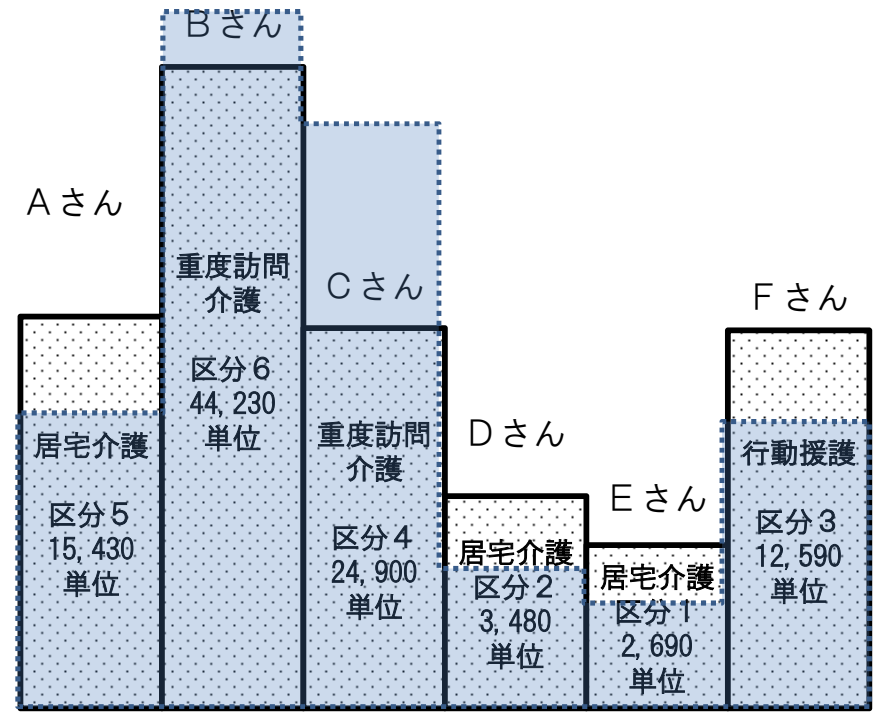 Aさん
居宅介護
区分５
15,430
単位
Bさん
重度訪問
介護
区分６
44,230
単位
Cさん
重度訪問
介護
区分４
24,900
単位
Dさん
居宅介護
区分２
3,480
単位
Eさん
居宅介護
区分１
2,690
単位
Fさん
行動援護
区分３
12,590
単位